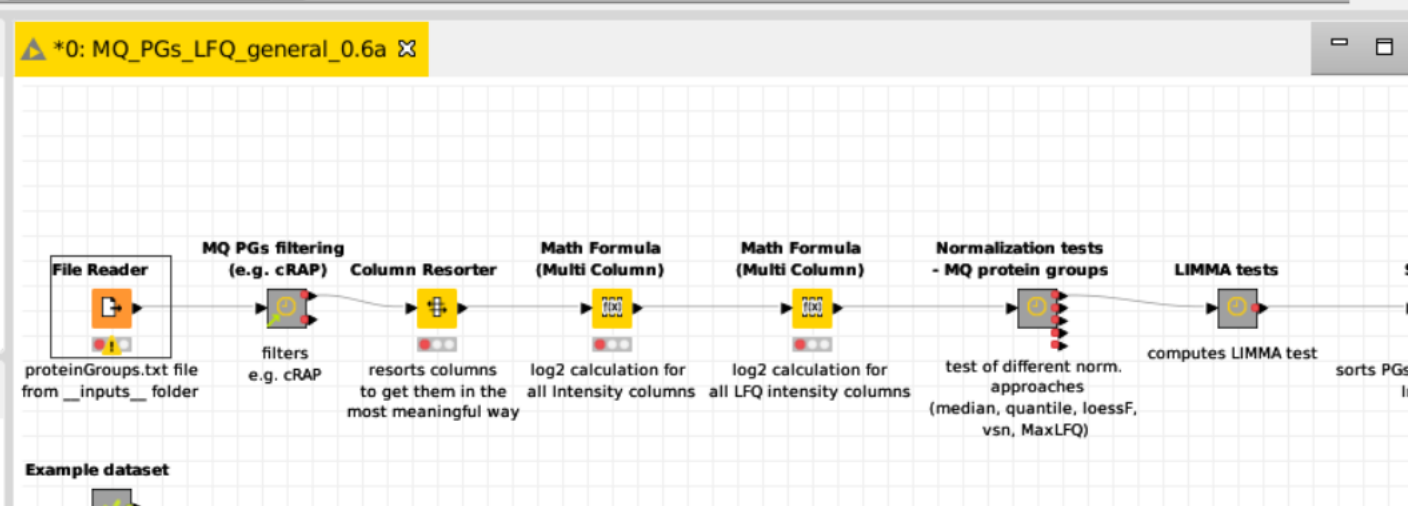 *0: MQ_PGs_LFQ_general_0.6a
File Reader
proteinGroups.txt file
from __inputs__ folder
MQ PGs filtering
(e.g. cRAP)
filters
e.g. cRAP
Column Resorter
resorts columns
to get them in the
most meaningful way
Math Formula
(Multi Column)
f(x)
log2 calculation for
all Intensity columns
Math Formula
(Multi Column)
f(x)
log2 calculation for
all LFQ intensity columns
Normalization tests
- MQ protein groups
test of different norm.
approaches
(median, quantile, loessF,
vsn, MaxLFQ)
LIMMA tests
computes LIMMA test
sorts PGs
Example dataset